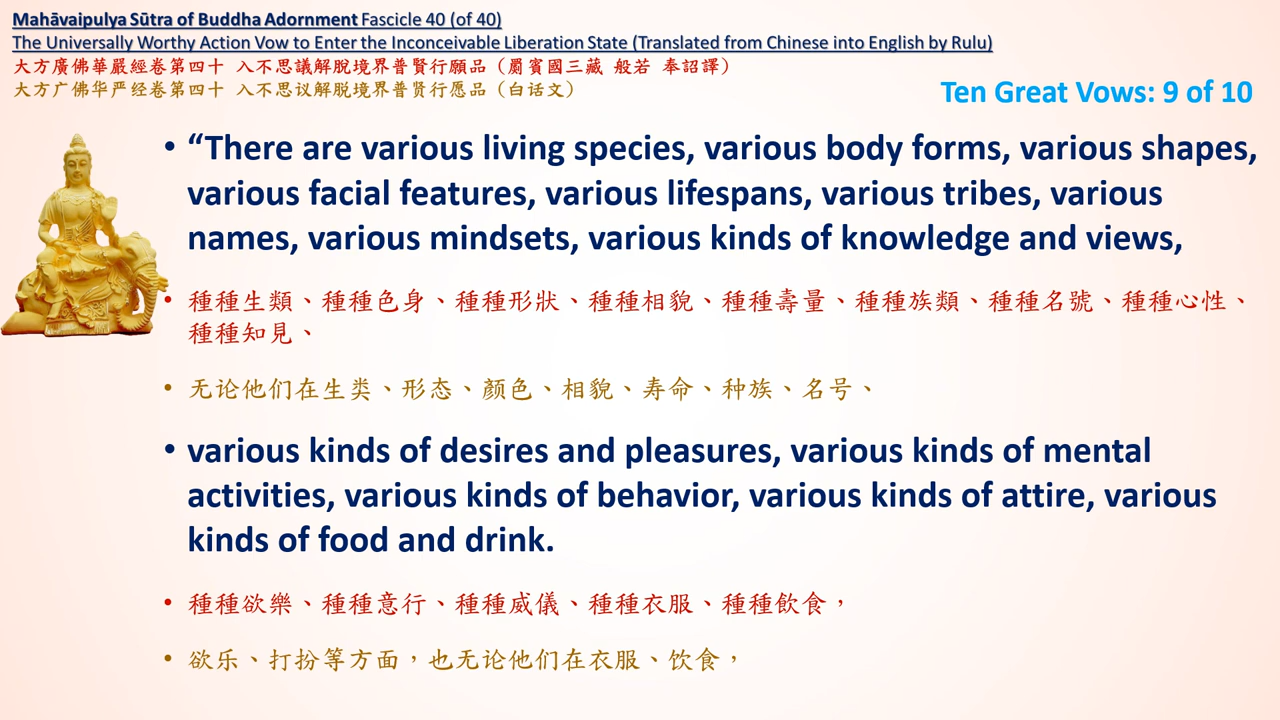 Mahāvaipulya Sūtra of Buddha Adornment Fascicle 40 (of 40)
The Universally Worthy Action Vow to Enter the Inconceivable Liberation State (Translated from Chinese into English by Rulu)
大方廣佛華嚴經卷第四十 入不思議解脫境界普賢行願品（罽賓國三藏 般若 奉詔譯）
大方广佛华严经卷第四十 入不思议解脱境界普贤行愿品（白话文）
Ten Great Vows: 9 of 10
• “There are various living species, various body forms, various shapes,
various facial features, various lifespans, various tribes, various
names, various mindsets, various kinds of knowledge and views,
• 種種生類、種種色身、種種形狀、種種相貌、種種壽量、種種族類、種種名號、種種心性、
種種知見、
• 无论他们在生类、形态、颜色、相貌、寿命、种族、名号、
• various kinds of desires and pleasures, various kinds of mental
activities, various kinds of behavior, various kinds of attire, various
kinds of food and drink.
• 種種欲樂、種種意行、種種威儀、種種衣服、種種飲食，
• 欲乐、打扮等方面，也无论他们在衣服、饮食，